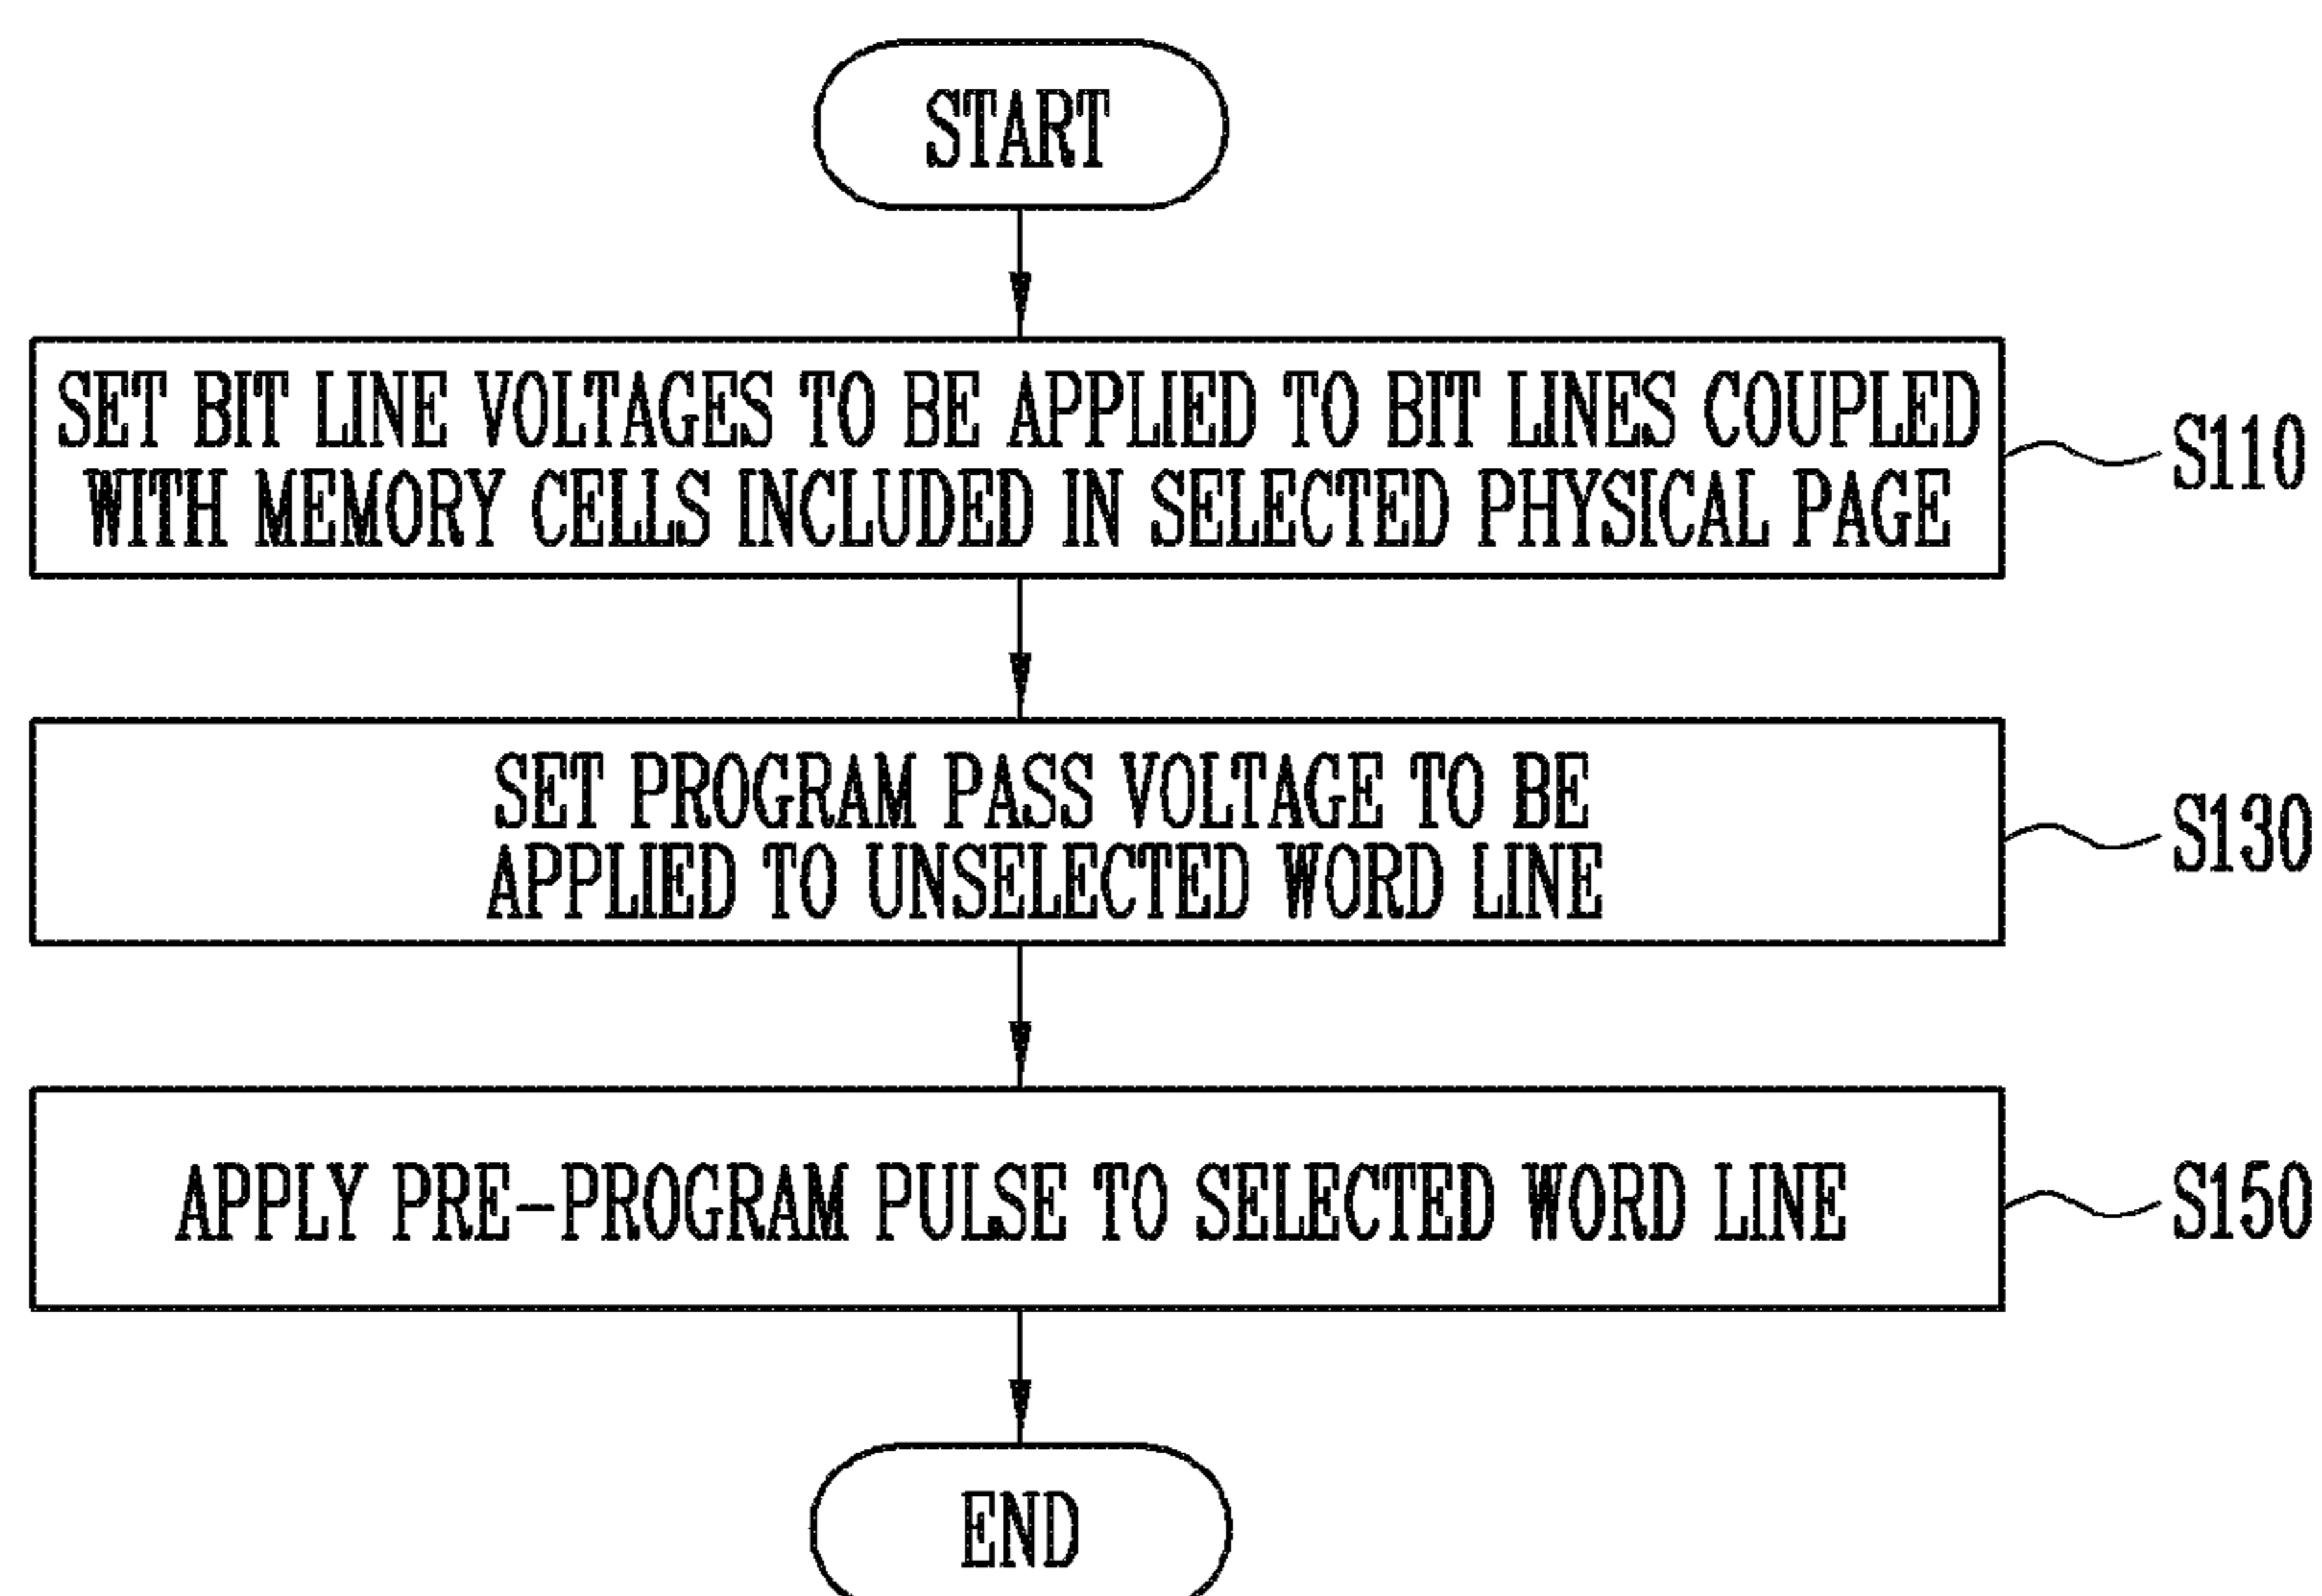 START
SET BIT LINE VOLTAGES TO BE APPLIED TO BIT LINES COUPLED
WITH MEMORY CELLS INCLUDED IN SELECTED PHYSICAL PAGE
S110
SET PROGRAM PASS VOLTAGE TO BE
APPLIED TO UNSELECTED WORD LINE
S130
APPLY PRE-PROGRAM PULSE TO SELECTED WORD LINE
S150
END